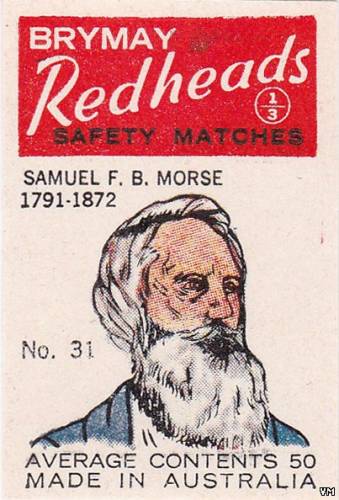 BRYMAY
Redheads
1/3
SAFETY MATCHES
SAMUEL F. B. MORSE
1791-1872
No. 31
AVERAGE CONTENTS 50
MADE IN AUSTRALIA
VM